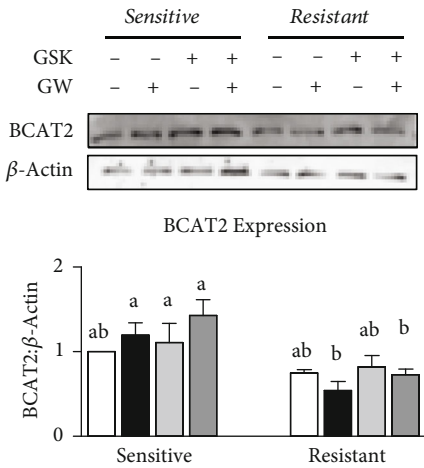 Sensitive Resistant
GSK – – + + – – + +
GW – + – + – + – +
BCAT2
β-Actin
BCAT2 Expression
BCAT2:β-Actin
2
1
0
ab a a a ab b ab b
Sensitive Resistant